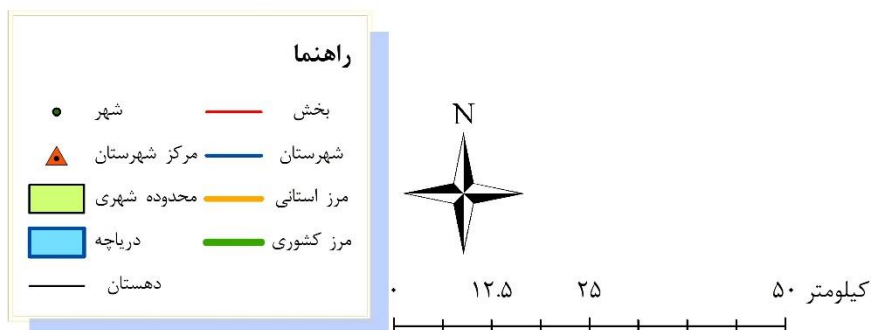 راهنما
بخش
شهر
شهرستان
مرکز شهرستان
مرز استانی
محدوده شهری
مرز کشوری
دریاچه
دهستان
N
۰ ۱۲.۵ ۲۵ ۵۰ کیلومتر